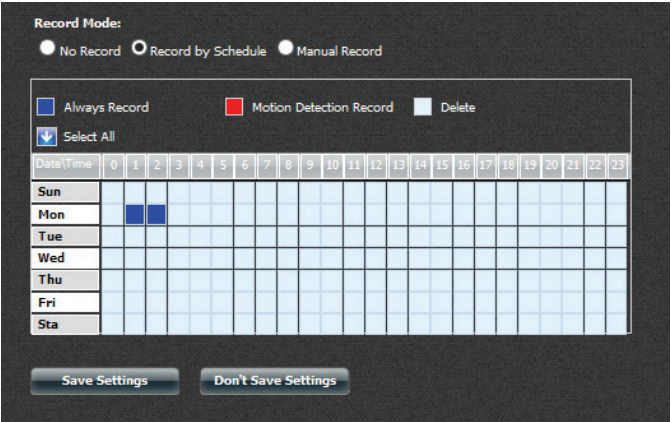 Record Mode:
No Record Record by Schedule Manual Record
Always Record Motion Detection Record Delete
Select All
Date\Time 0 1 2 3 4 5 6 7 8 9 10 11 12 13 14 15 16 17 18 19 20 21 22 23
Sun
Mon
Tue
Wed
Thu
Fri
Sta
Save Settings Don't Save Settings